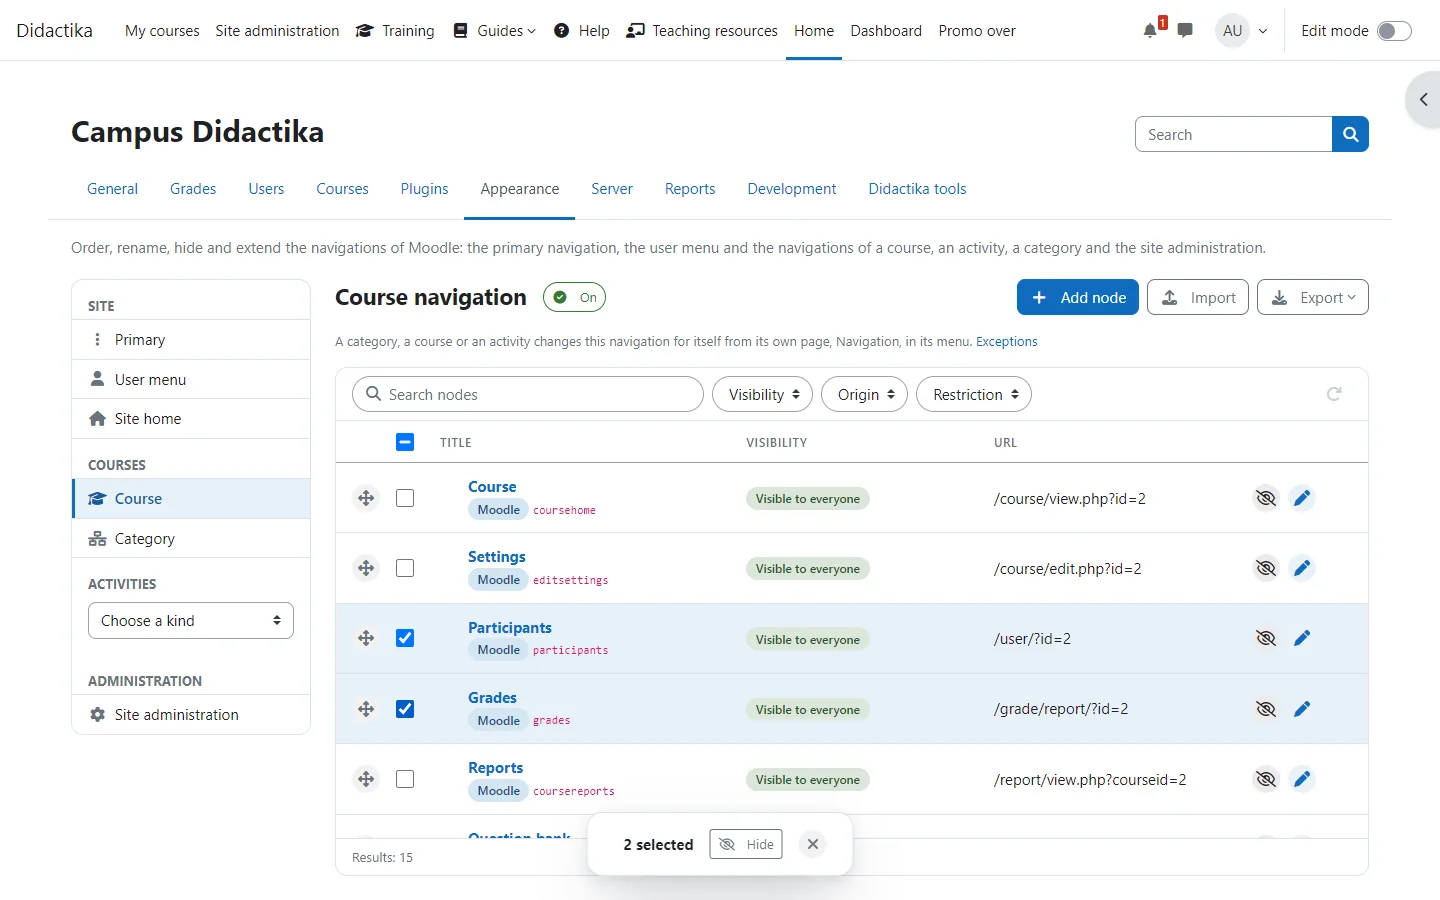 Didactika
My courses
Site administration
Training
Guides
Help
Teaching resources
Home
Dashboard
Promo over
1
AU
Edit mode
Campus Didactika
Search
General
Grades
Users
Courses
Plugins
Appearance
Server
Reports
Development
Didactika tools
Order, rename, hide and extend the navigations of Moodle: the primary navigation, the user menu and the navigations of a course, an activity, a category and the site administration.
SITE
Primary
User menu
Site home
COURSES
Course
Category
ACTIVITIES
Choose a kind
ADMINISTRATION
Site administration
Course navigation
On
Add node
Import
Export
A category, a course or an activity changes this navigation for itself from its own page, Navigation, in its menu. Exceptions
Search nodes
Visibility
Origin
Restriction
TITLE
VISIBILITY
URL
Course
Moodle coursehome
Visible to everyone
/course/view.php?id=2
Settings
Moodle editsettings
Visible to everyone
/course/edit.php?id=2
Participants
Moodle participants
Visible to everyone
/user/?id=2
Grades
Moodle grades
Visible to everyone
/grade/report/?id=2
Reports
Moodle coursereports
Visible to everyone
/report/view.php?courseid=2
Question bank
Results: 15
2 selected
Hide